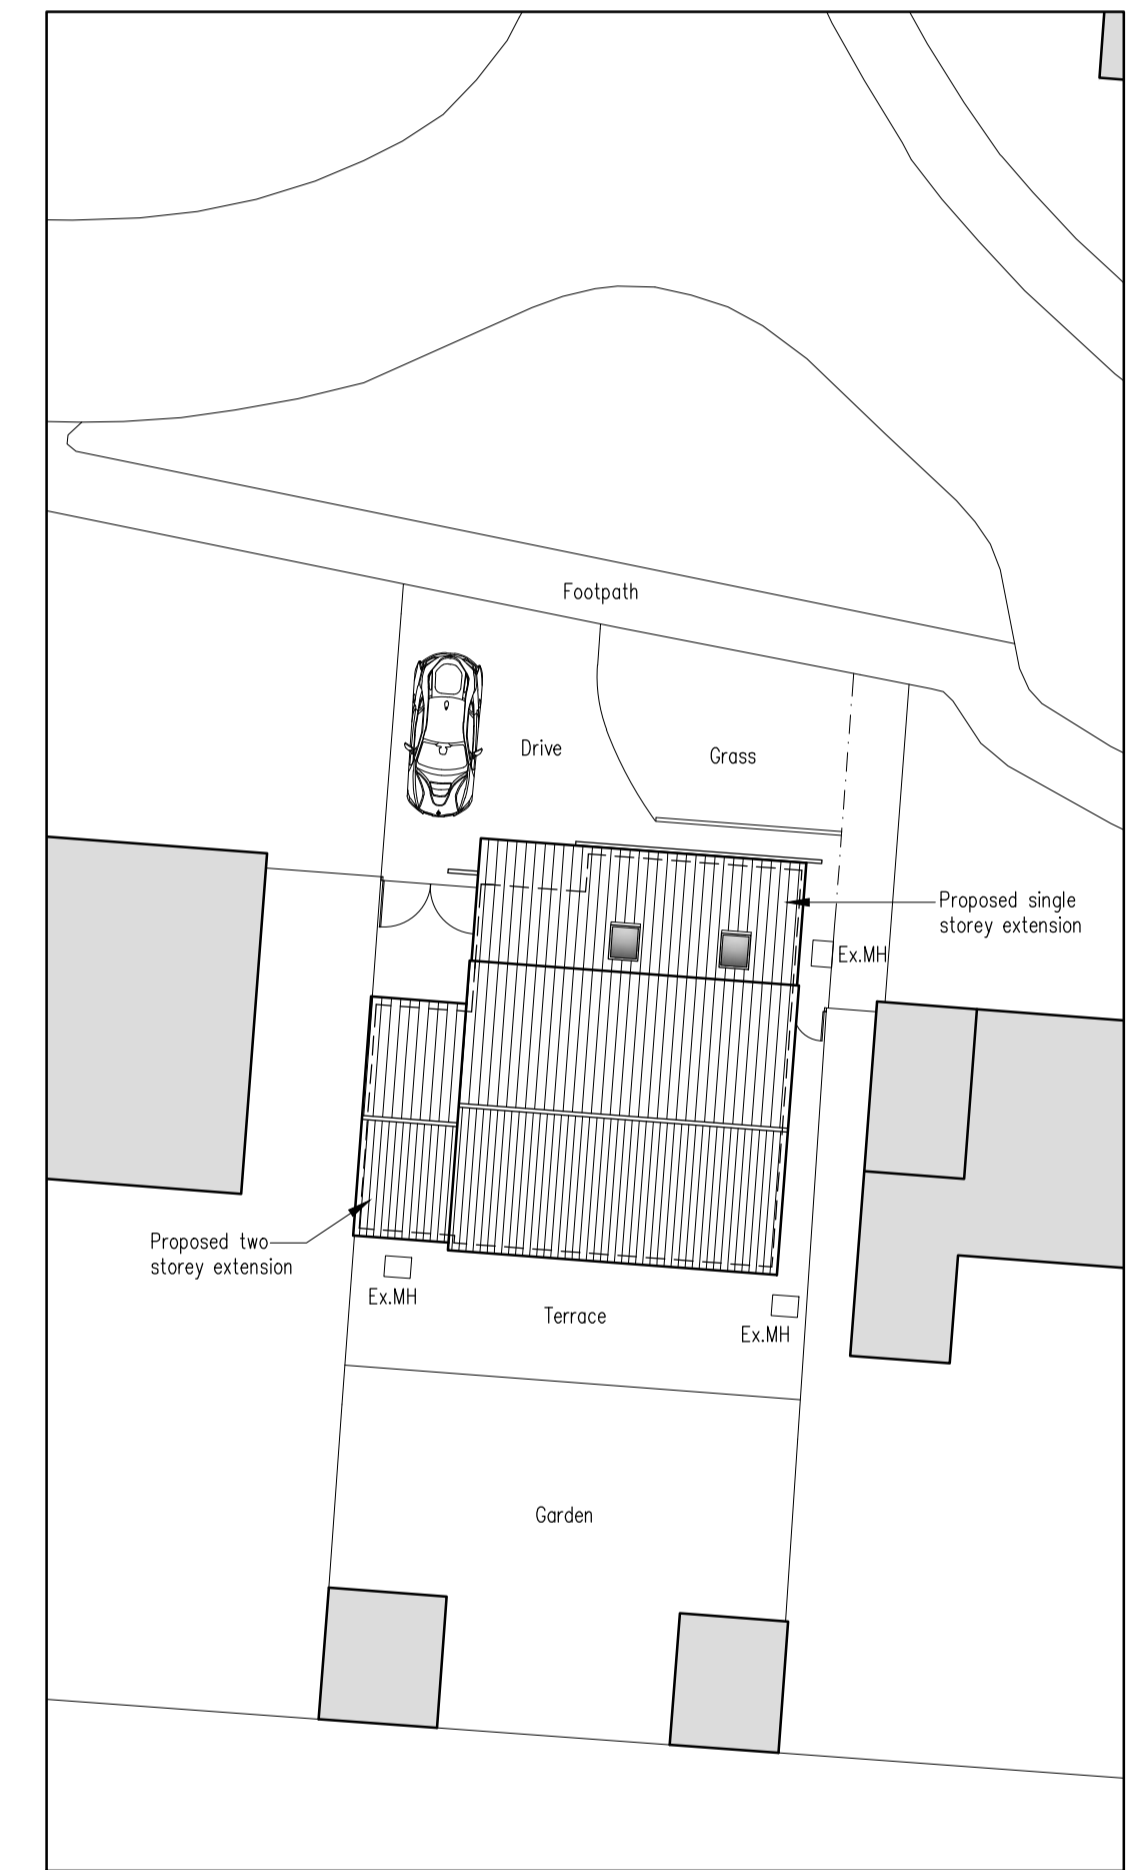 Footpath
Drive
Grass
Proposed single
storey extension
Ex.MH
Proposed two
storey extension
Ex.MH
Terrace
Ex.MH
Garden